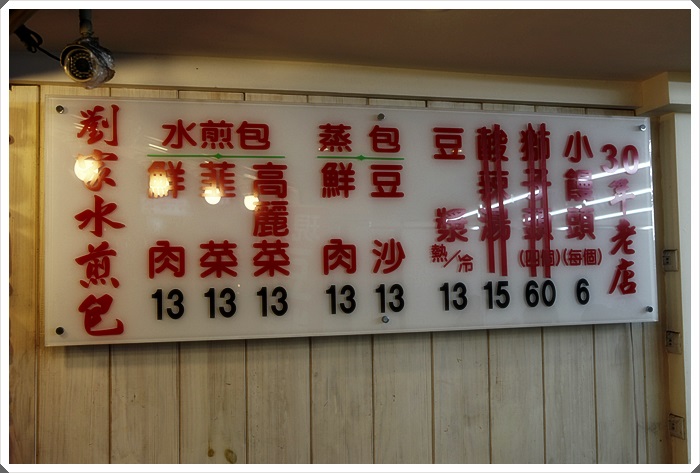 劉家水煎包
水煎包
鮮肉 13
韮菜 13
高麗菜 13
蒸包
鮮肉 13
豆沙 13
豆漿 熱/冷 13
酸辣湯 15
獅子頭 (四個) 60
小饅頭 (每個) 6
30年老店